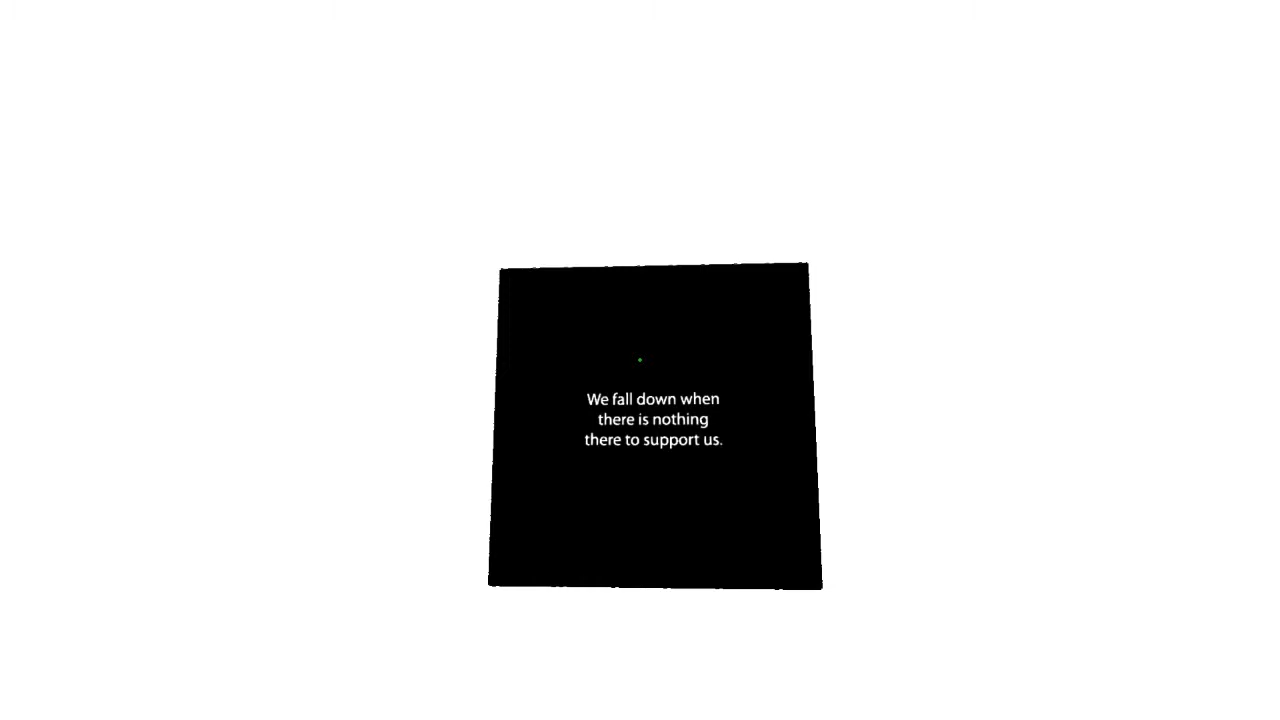 We fall down when
there is nothing
there to support us.